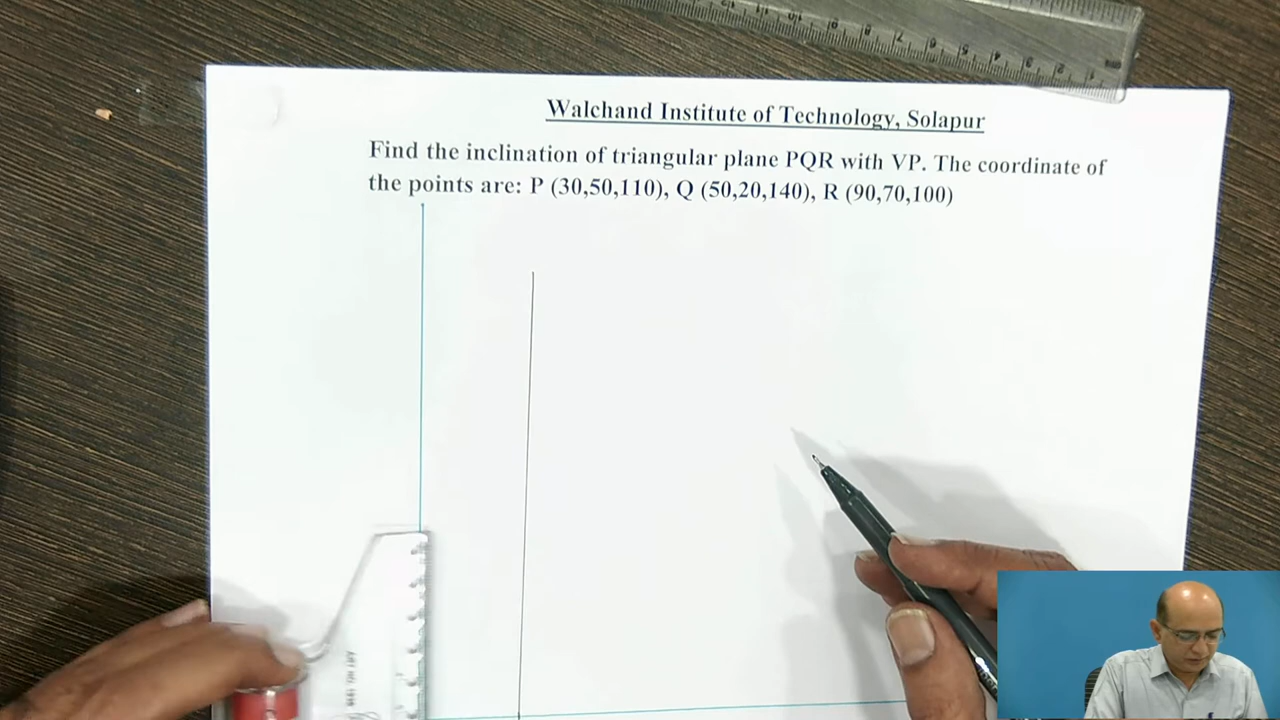 Walchand Institute of Technology, Solapur
Find the inclination of triangular plane PQR with VP. The coordinate of
the points are: P (30,50,110), Q (50,20,140), R (90,70,100)